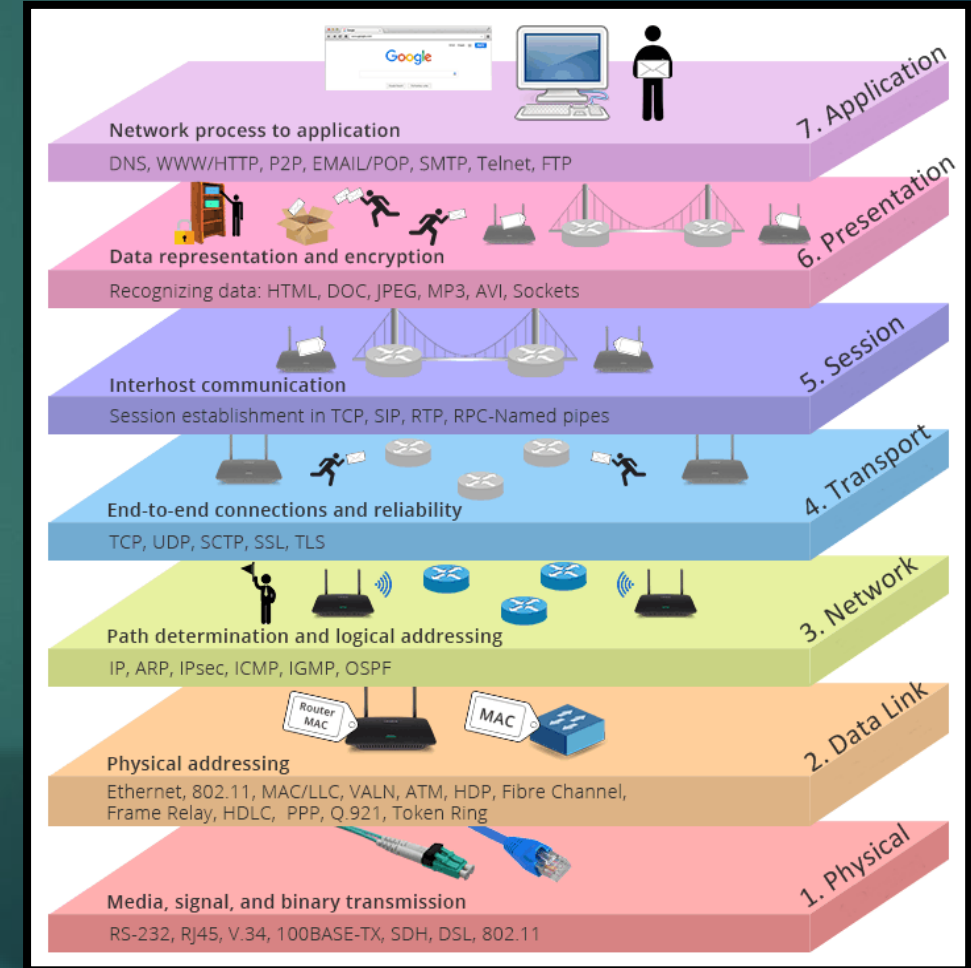 Google
7. Application
Network process to application
DNS, WWW/HTTP, P2P, EMAIL/POP, SMTP, Telnet, FTP
6. Presentation
Data representation and encryption
Recognizing data: HTML, DOC, JPEG, MP3, AVI, Sockets
5. Session
Interhost communication
Session establishment in TCP, SIP, RTP, RPC-Named pipes
4. Transport
End-to-end connections and reliability
TCP, UDP, SCTP, SSL, TLS
3. Network
Path determination and logical addressing
IP, ARP, IPsec, ICMP, IGMP, OSPF
Router
MAC
MAC
2. Data Link
Physical addressing
Ethernet, 802.11, MAC/LLC, VALN, ATM, HDP, Fibre Channel,
Frame Relay, HDLC, PPP, Q.921, Token Ring
1. Physical
Media, signal, and binary transmission
RS-232, RJ45, V.34, 100BASE-TX, SDH, DSL, 802.11